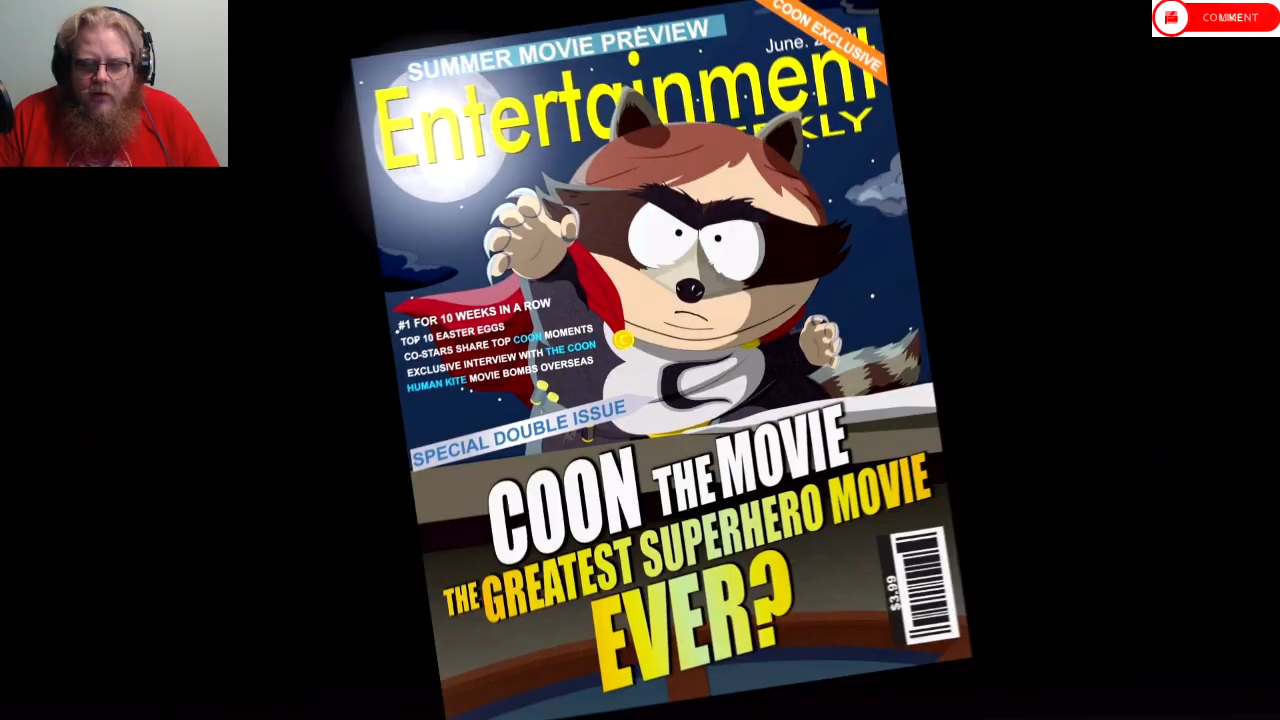 COMMENT
COON EXCLUSIVE
SUMMER MOVIE PREVIEW
June.
Entertainment
#1 FOR 10 WEEKS IN A ROW
TOP 10 EASTER EGGS
CO-STARS SHARE TOP COON MOMENTS
EXCLUSIVE INTERVIEW WITH THE COON
HUMAN KITE MOVIE BOMBS OVERSEAS
SPECIAL DOUBLE ISSUE
COON THE MOVIE
THE GREATEST SUPERHERO MOVIE
EVER?
$3.99